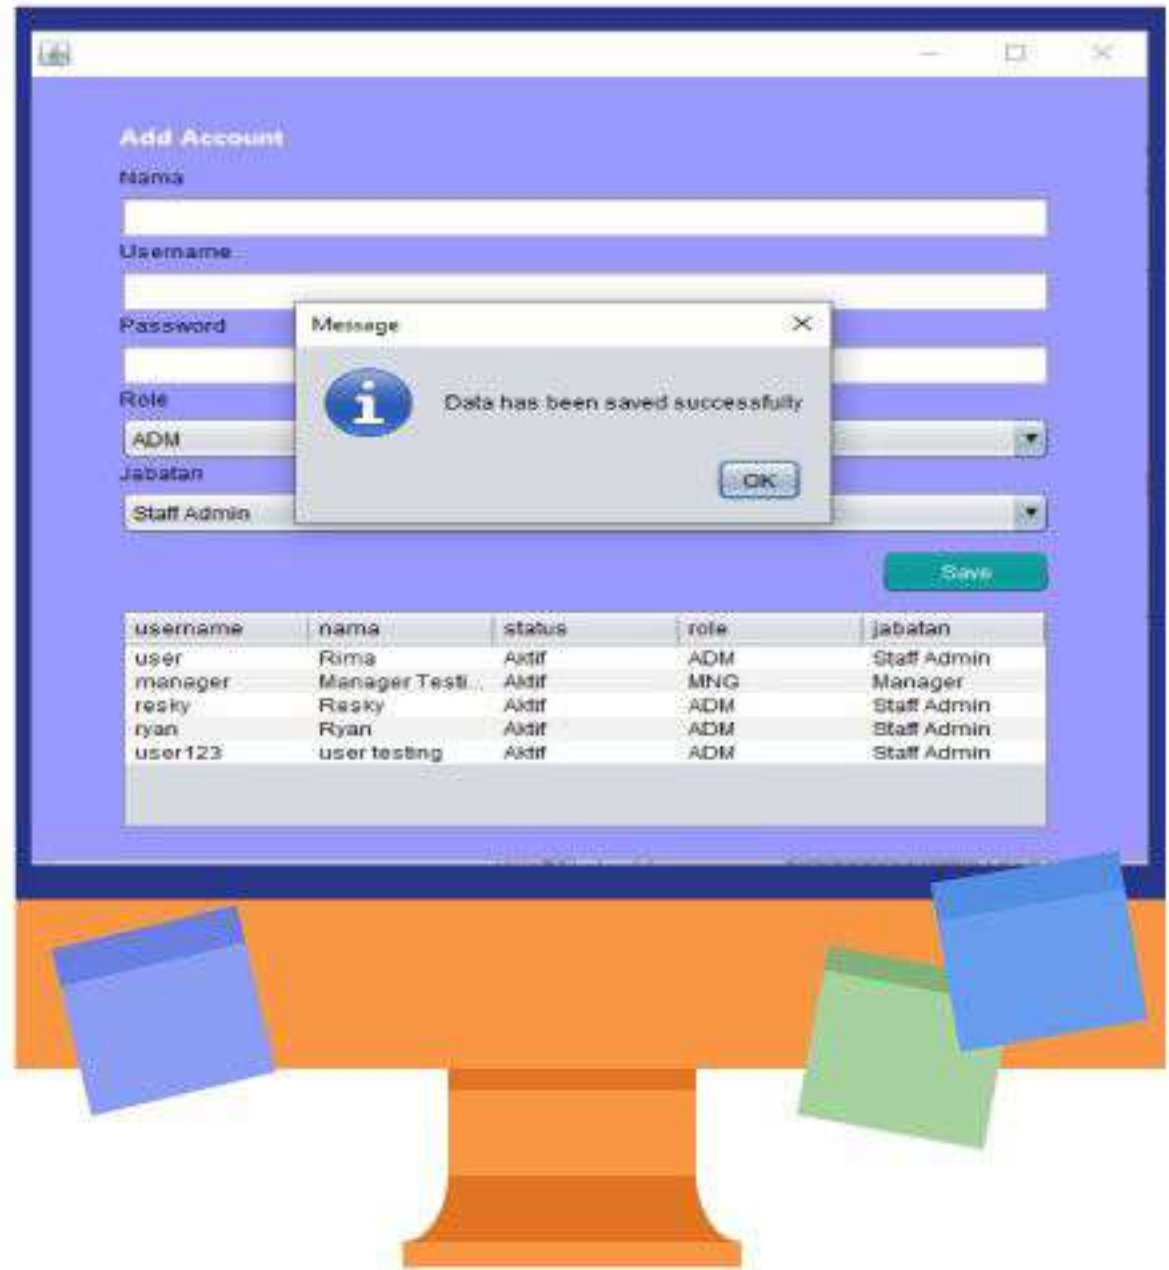 Add Account
Nama
Username
Password
Message
Data has been saved successfully
OK
Role
ADM
Jabatan
Staff Admin
Save
username nama status role jabatan
user Rima Aktif ADM Staff Admin
manager Manager Testi... Aktif MNG Manager
resky Resky Aktif ADM Staff Admin
ryan Ryan Aktif ADM Staff Admin
user123 user testing Aktif ADM Staff Admin